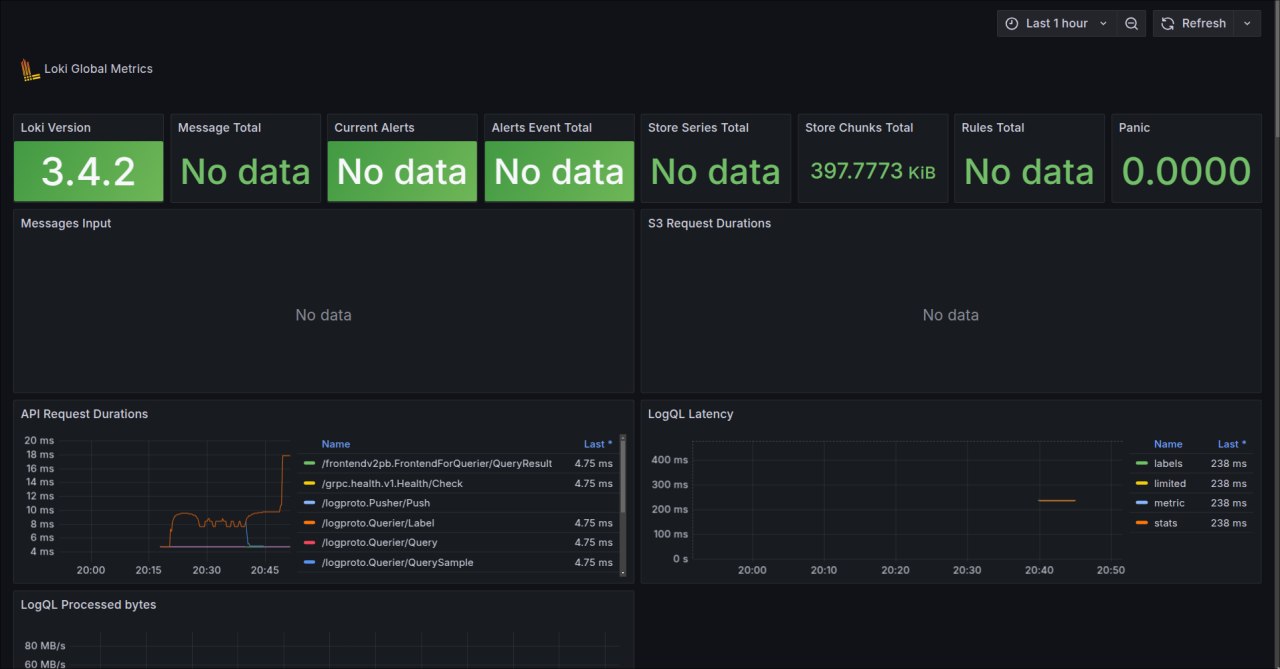 Last 1 hour
Refresh
Loki Global Metrics
Loki Version
3.4.2
Message Total
No data
Current Alerts
No data
Alerts Event Total
No data
Store Series Total
No data
Store Chunks Total
397.7773 KiB
Rules Total
No data
Panic
0.0000
Messages Input
No data
S3 Request Durations
No data
API Request Durations
20 ms
18 ms
16 ms
14 ms
12 ms
10 ms
8 ms
6 ms
4 ms
20:00 20:15 20:30 20:45
Name Last *
/frontendv2pb.FrontendForQuerier/QueryResult 4.75 ms
/grpc.health.v1.Health/Check 4.75 ms
/logproto.Pusher/Push
/logproto.Querier/Label 4.75 ms
/logproto.Querier/Query 4.75 ms
/logproto.Querier/QuerySample 4.75 ms
LogQL Latency
400 ms
300 ms
200 ms
100 ms
0 s
20:00 20:10 20:20 20:30 20:40 20:50
Name Last *
labels 238 ms
limited 238 ms
metric 238 ms
stats 238 ms
LogQL Processed bytes
80 MB/s
60 MB/s